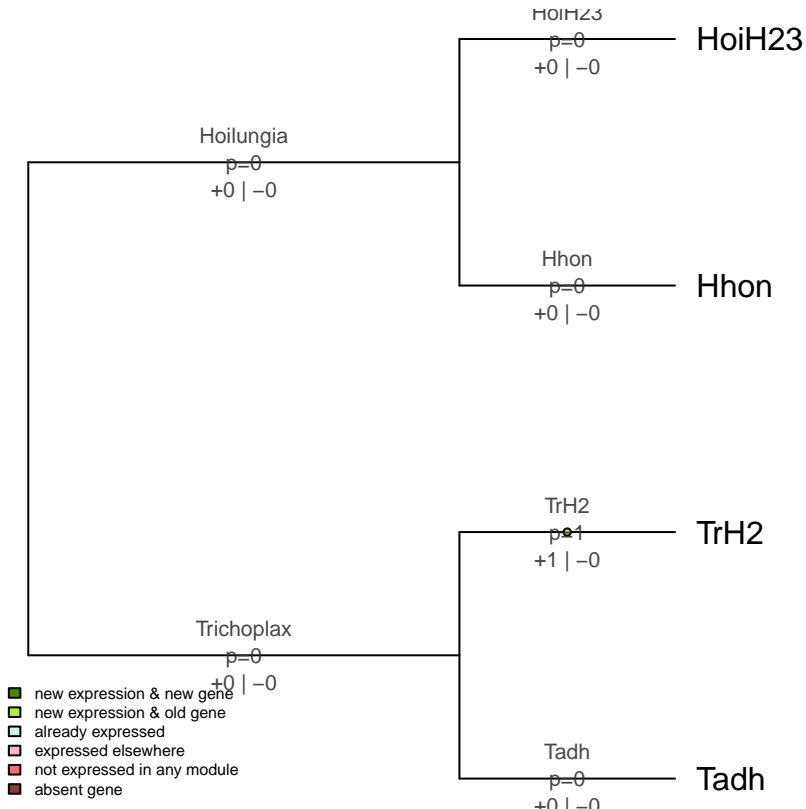 HoiH23
p=0
+0 | −0
HoiH23
Hoilungia
p=0
+0 | −0
Hhon
p=0
+0 | −0
Hhon
TrH2
p=1
+1 | −0
TrH2
Trichoplax
p=0
+0 | −0
new expression & new gene
new expression & old gene
already expressed
expressed elsewhere
not expressed in any module
absent gene
Tadh
p=0
+0 | −0
Tadh